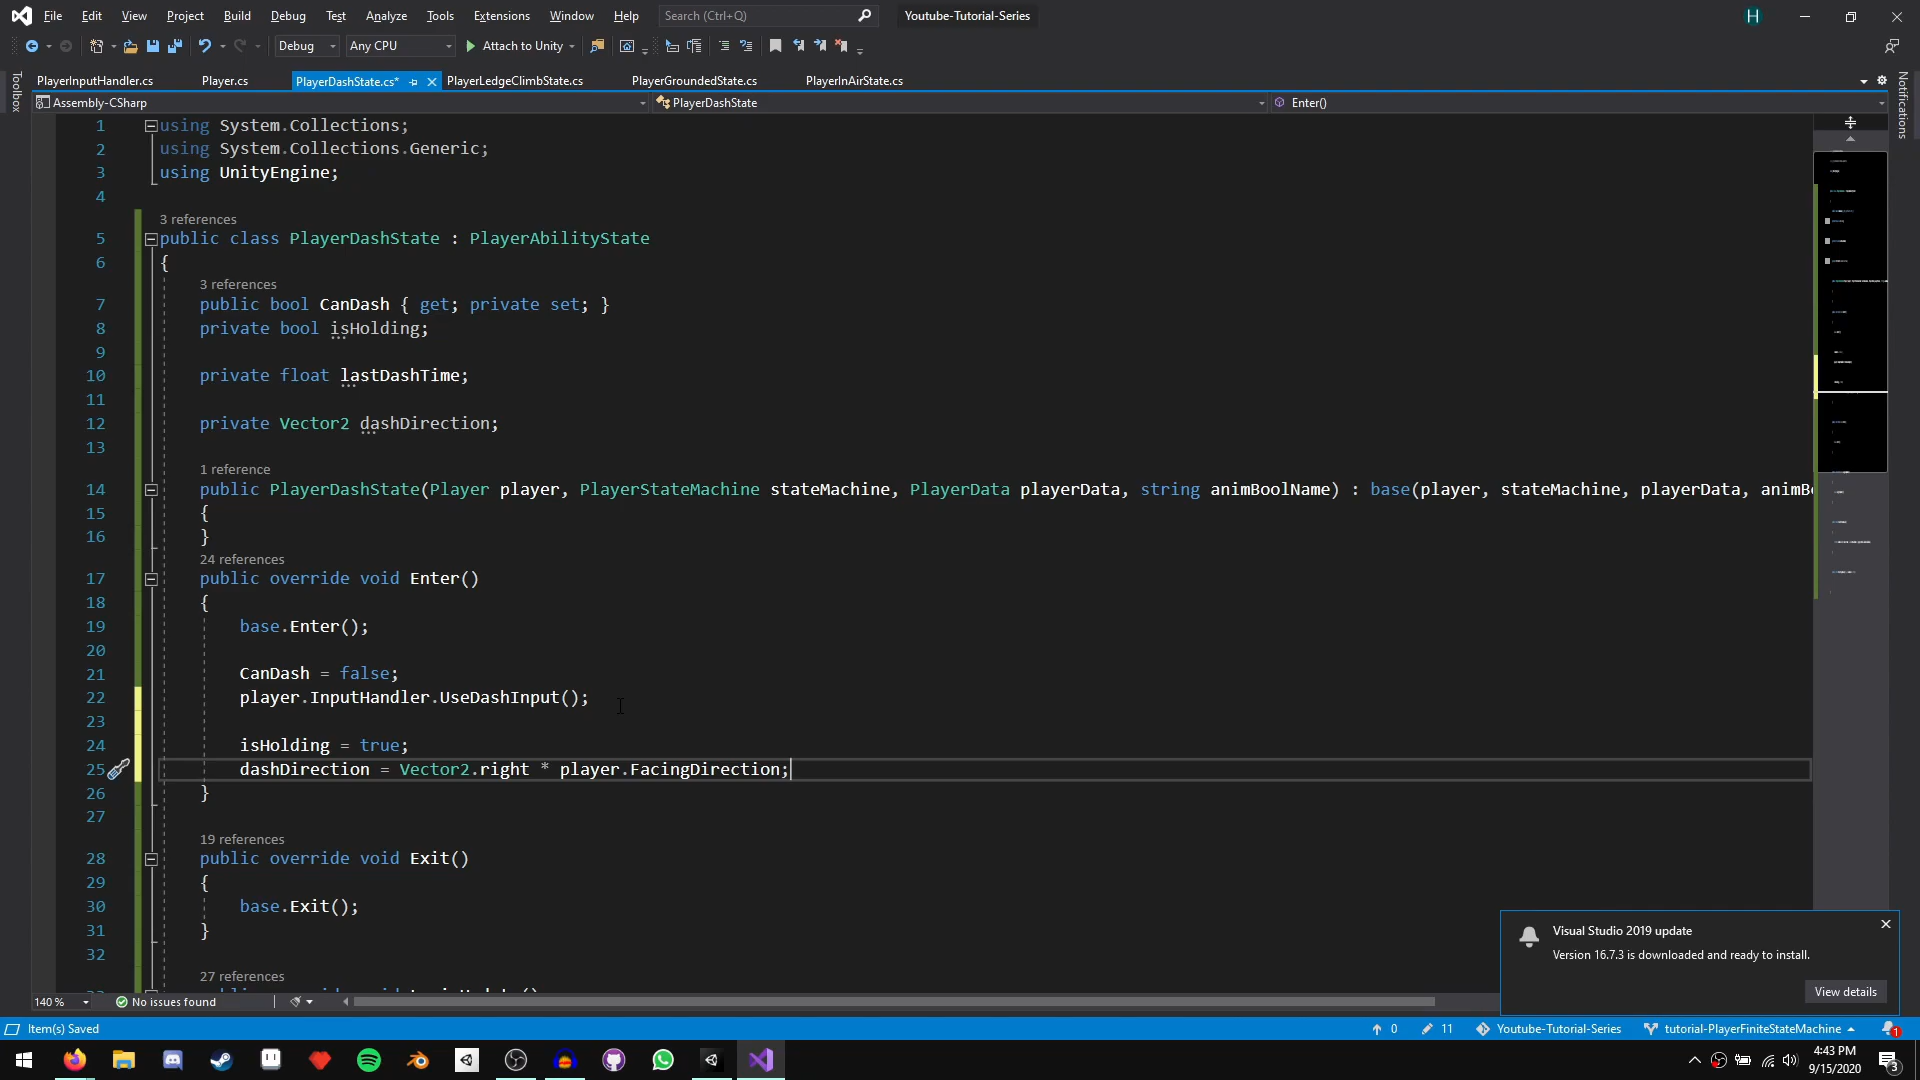 File Edit View Project Build Debug Test Analyze Tools Extensions Window Help Search (Ctrl+Q) Youtube-Tutorial-Series H
Debug Any CPU Attach to Unity
Toolbox
Notifications
PlayerInputHandler.cs Player.cs PlayerDashState.cs* PlayerLedgeClimbState.cs PlayerGroundedState.cs PlayerInAirState.cs
Assembly-CSharp PlayerDashState Enter()
1 using System.Collections;
2 using System.Collections.Generic;
3 using UnityEngine;
4
3 references
5 public class PlayerDashState : PlayerAbilityState
6 {
3 references
7 public bool CanDash { get; private set; }
8 private bool isHolding;
9
10 private float lastDashTime;
11
12 private Vector2 dashDirection;
13
1 reference
14 public PlayerDashState(Player player, PlayerStateMachine stateMachine, PlayerData playerData, string animBoolName) : base(player, stateMachine, playerData, animB
15 {
16 }
24 references
17 public override void Enter()
18 {
19 base.Enter();
20
21 CanDash = false;
22 player.InputHandler.UseDashInput();
23
24 isHolding = true;
25 dashDirection = Vector2.right * player.FacingDirection;
26 }
27
19 references
28 public override void Exit()
29 {
30 base.Exit();
31 }
32
27 references
Visual Studio 2019 update
Version 16.7.3 is downloaded and ready to install.
View details
140 % No issues found
Item(s) Saved 0 11 Youtube-Tutorial-Series tutorial-PlayerFiniteStateMachine 1
4:43 PM
9/15/2020
3